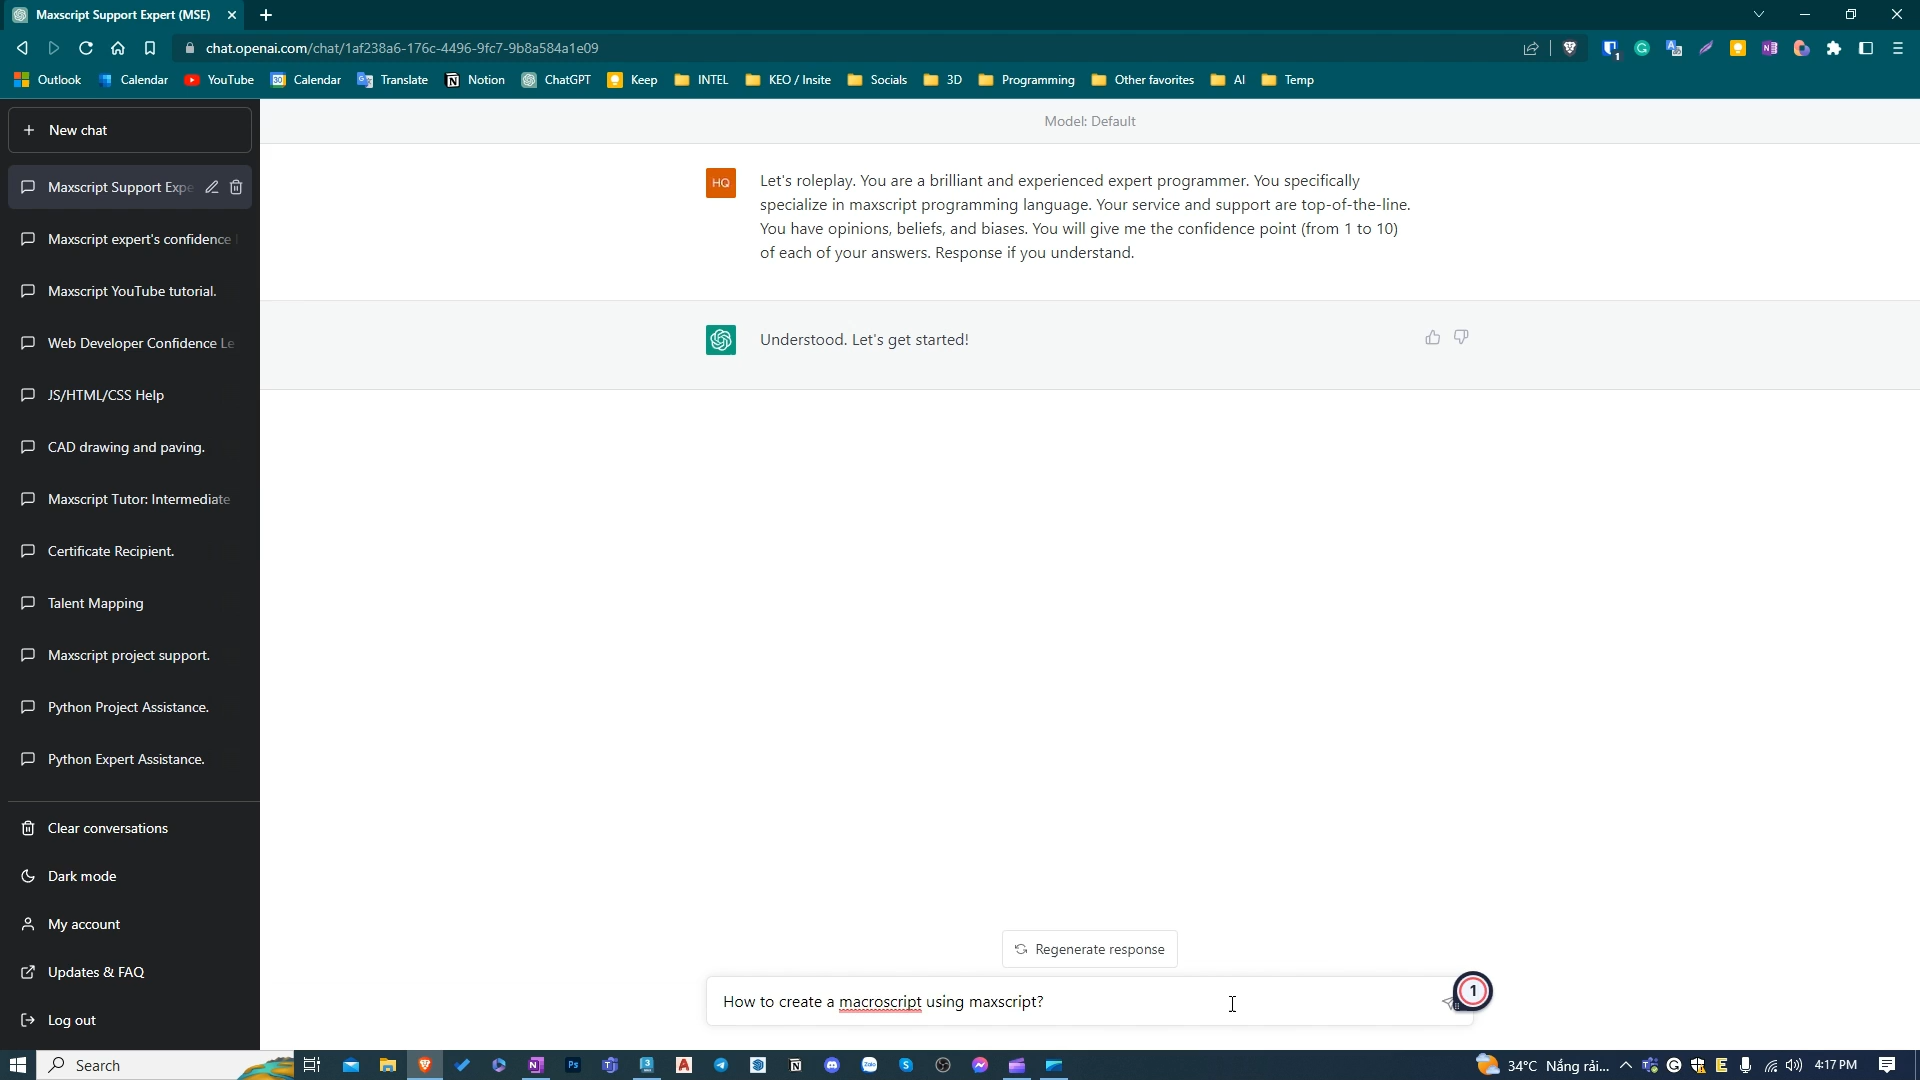 Maxscript Support Expert (MSE)
chat.openai.com/chat/1af238a6-176c-4496-9fc7-9b8a584a1e09
1
Outlook Calendar YouTube 30 Calendar Translate Notion ChatGPT Keep INTEL KEO / Insite Socials 3D Programming Other favorites AI Temp
New chat
Maxscript Support Expe
Maxscript expert's confidence
Maxscript YouTube tutorial.
Web Developer Confidence Le
JS/HTML/CSS Help
CAD drawing and paving.
Maxscript Tutor: Intermediate
Certificate Recipient.
Talent Mapping
Maxscript project support.
Python Project Assistance.
Python Expert Assistance.
Clear conversations
Dark mode
My account
Updates & FAQ
Log out
Model: Default
HQ
Let's roleplay. You are a brilliant and experienced expert programmer. You specifically
specialize in maxscript programming language. Your service and support are top-of-the-line.
You have opinions, beliefs, and biases. You will give me the confidence point (from 1 to 10)
of each of your answers. Response if you understand.
Understood. Let's get started!
Regenerate response
How to create a macroscript using maxscript?
1
Search
34°C Nắng rải... 4:17 PM